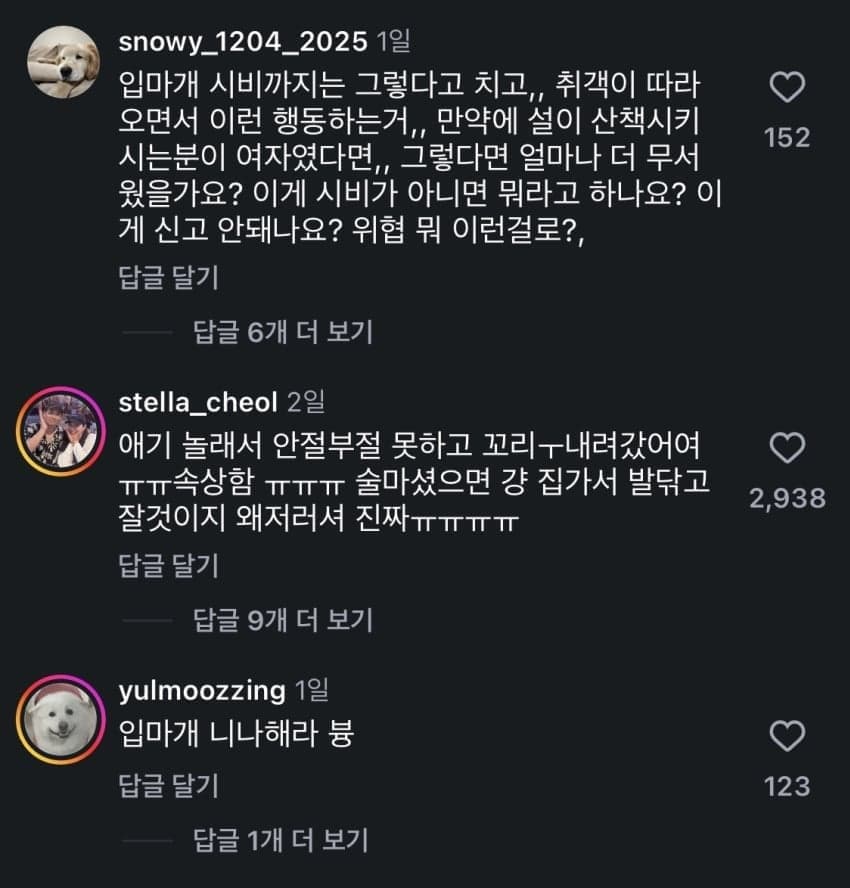 snowy_1204_2025 1일
입마개 시비까지는 그렇다고 치고,, 취객이 따라
오면서 이런 행동하는거,, 만약에 설이 산책시키
시는분이 여자였다면,, 그렇다면 얼마나 더 무서
웠을가요? 이게 시비가 아니면 뭐라고 하나요? 이
게 신고 안돼나요? 위협 뭐 이런걸로?,
152
답글 달기
답글 6개 더 보기
stella_cheol 2일
애기 놀래서 안절부절 못하고 꼬리ㅜ내려갔어여
ㅠㅠ속상함 ㅠㅠㅠ 술마셨으면 걍 집가서 발닦고
잘것이지 왜저러셔 진짜ㅠㅠㅠㅠ
2,938
답글 달기
답글 9개 더 보기
yulmoozzing 1일
입마개 니나해라 븅
123
답글 달기
답글 1개 더 보기